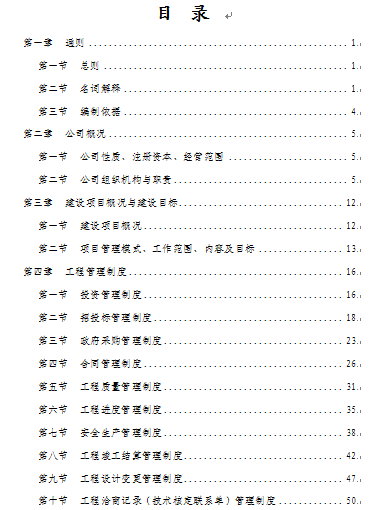 目 录
第一章 通则 1
第一节 总则 1
第二节 名词解释 1
第三节 编制依据 4
第二章 公司概况 5
第一节 公司性质、注册资本、经营范围 5
第二节 公司组织机构与职责 5
第三章 建设项目概况与建设目标 12
第一节 建设项目概况 12
第二节 项目管理模式、工作范围、内容及目标 13
第四章 工程管理制度 16
第一节 投资管理制度 16
第二节 招投标管理制度 18
第三节 政府采购管理制度 23
第四节 合同管理制度 26
第五节 工程质量管理制度 31
第六节 工程进度管理制度 35
第七节 安全生产管理制度 38
第八节 工程竣工结算管理制度 42
第九节 工程设计变更管理制度 47
第十节 工程洽商记录（技术核定联系单）管理制度 50